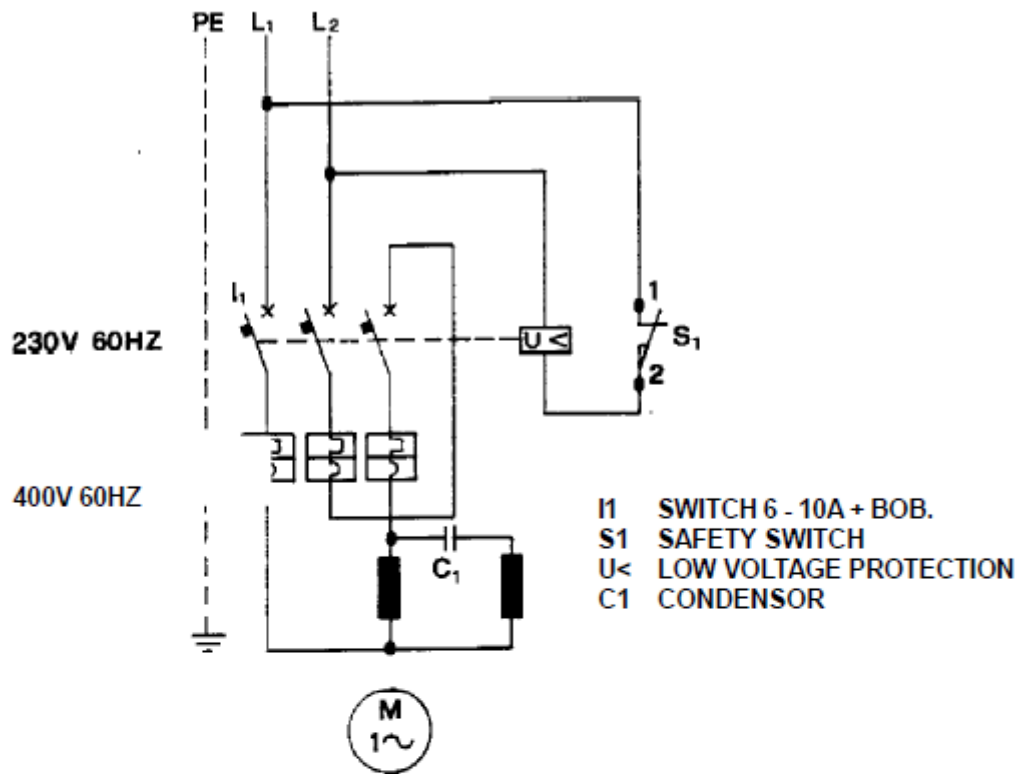 PE L₁ L₂
I₁
1
S₁
2
230V 60HZ
U <
400V 60HZ
C₁
I1 SWITCH 6 - 10A + BOB.
S1 SAFETY SWITCH
U< LOW VOLTAGE PROTECTION
C1 CONDENSOR
M
1~